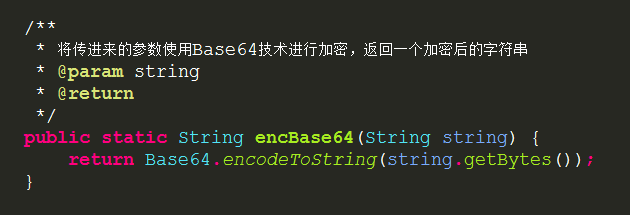 /**
 * 将传进来的参数使用Base64技术进行加密，返回一个加密后的字符串
 * @param string
 * @return
 */
public static String encBase64(String string) {
    return Base64.encodeToString(string.getBytes());
}